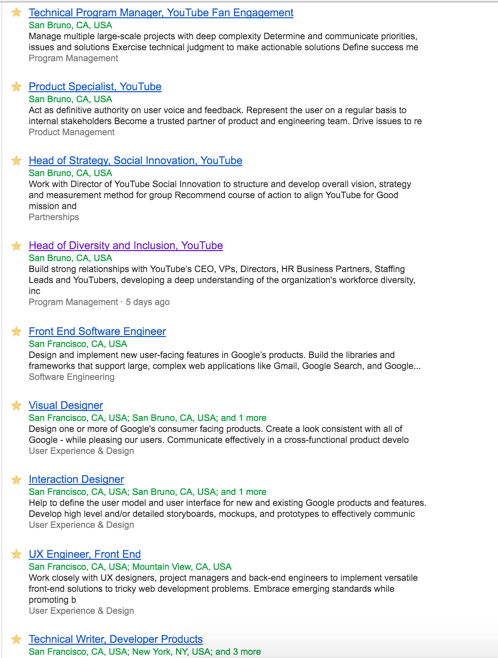 Technical Program Manager, YouTube Fan Engagement
San Bruno, CA, USA
Manage multiple large-scale projects with deep complexity Determine and communicate priorities,
issues and solutions Exercise technical judgment to make actionable solutions Define success me
Program Management
Product Specialist, YouTube
San Bruno, CA, USA
Act as definitive authority on user voice and feedback. Represent the user on a regular basis to
internal stakeholders Become a trusted partner of product and engineering team. Drive issues to re
Product Management
Head of Strategy, Social Innovation, YouTube
San Bruno, CA, USA
Work with Director of YouTube Social Innovation to structure and develop overall vision, strategy
and measurement method for group Recommend course of action to align YouTube for Good
mission and
Partnerships
Head of Diversity and Inclusion, YouTube
San Bruno, CA, USA
Build strong relationships with YouTube's CEO, VPs, Directors, HR Business Partners, Staffing
Leads and YouTubers, developing a deep understanding of the organization's workforce diversity,
inc
Program Management · 5 days ago
Front End Software Engineer
San Francisco, CA, USA
Design and implement new user-facing features in Google's products. Build the libraries and
frameworks that support large, complex web applications like Gmail, Google Search, and Google...
Software Engineering
Visual Designer
San Francisco, CA, USA; San Bruno, CA, USA; and 1 more
Design one or more of Google's consumer facing products. Create a look consistent with all of
Google - while pleasing our users. Communicate effectively in a cross-functional product develo
User Experience & Design
Interaction Designer
San Francisco, CA, USA; San Bruno, CA, USA; and 1 more
Help to define the user model and user interface for new and existing Google products and features.
Develop high level and/or detailed storyboards, mockups, and prototypes to effectively communic
User Experience & Design
UX Engineer, Front End
San Francisco, CA, USA; Mountain View, CA, USA
Work closely with UX designers, project managers and back-end engineers to implement versatile
front-end solutions to tricky web development problems. Embrace emerging standards while
promoting b
User Experience & Design
Technical Writer, Developer Products
San Francisco, CA, USA; New York, NY, USA; and 3 more